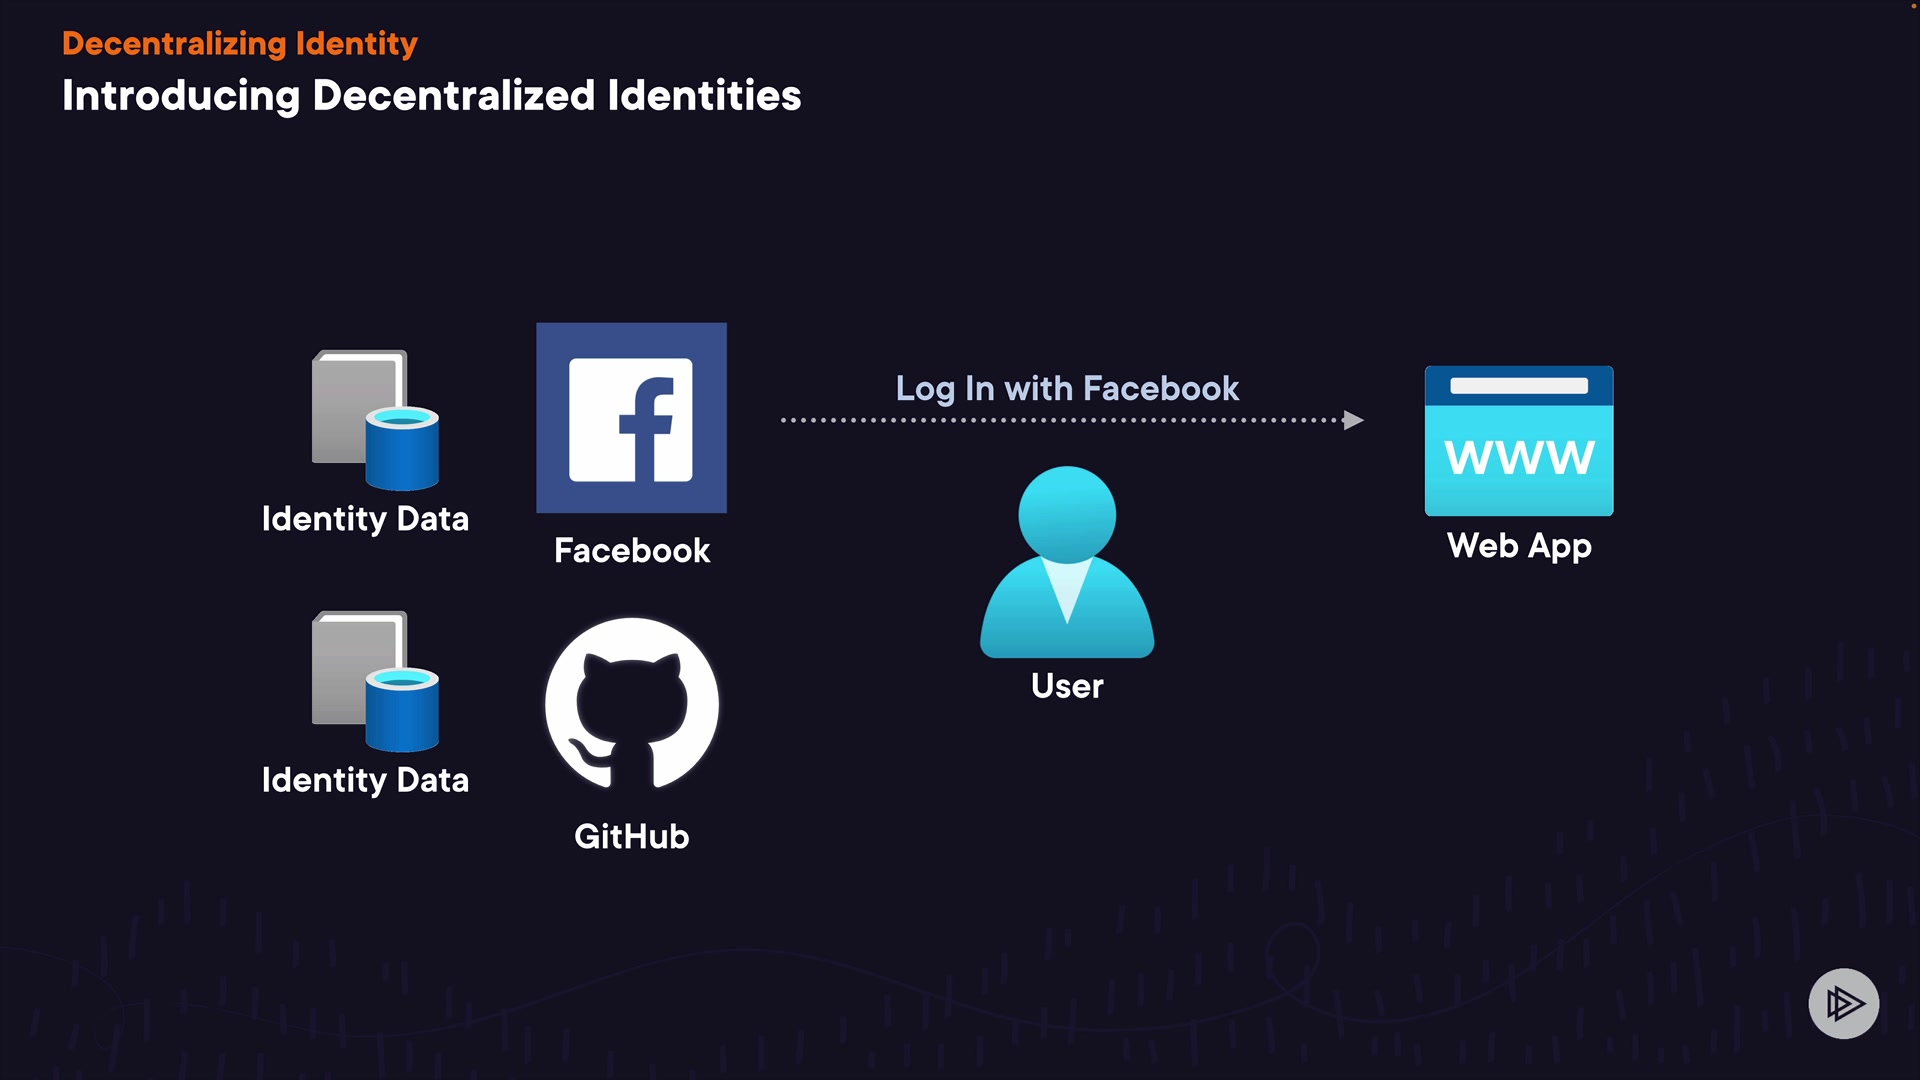 Decentralizing Identity
Introducing Decentralized Identities
Log In with Facebook
www
Identity Data
Facebook
Web App
User
Identity Data
GitHub